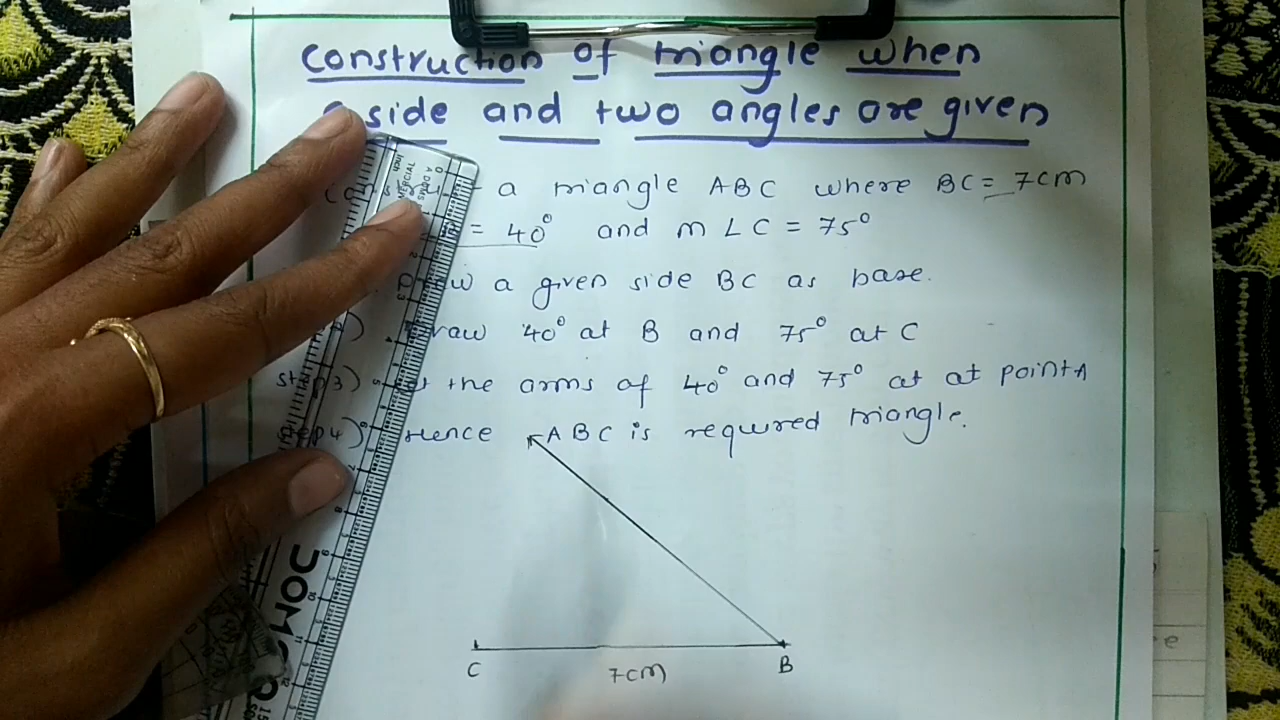 Construction of triangle when
side and two angles are given
a triangle ABC where BC = 7cm
= 40° and m ∠C = 75°
a given side BC as base.
Draw 40° at B and 75° at C
step3) the arms of 40° and 75° at at point A
step4) Hence ABC is required triangle.
C 7cm B